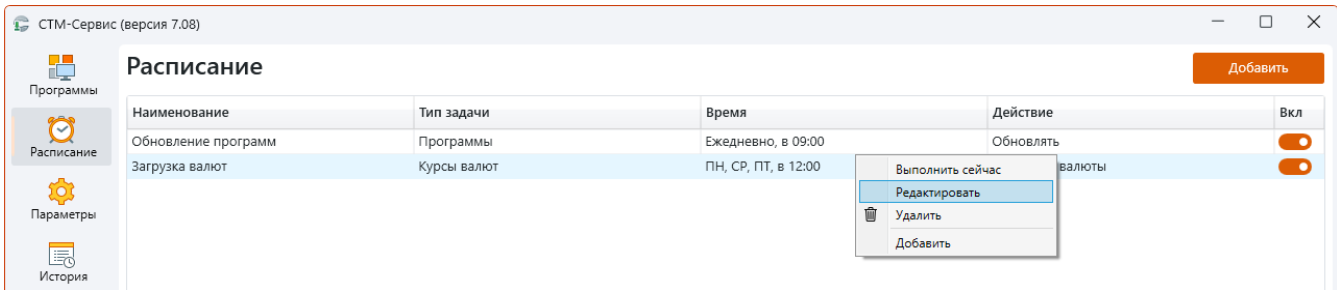 СТМ-Сервис (версия 7.08)
Программы
Расписание
Параметры
История
Расписание
Добавить
Наименование Тип задачи Время Действие Вкл
Обновление программ Программы Ежедневно, в 09:00 Обновлять
Загрузка валют Курсы валют ПН, СР, ПТ, в 12:00 валюты
Выполнить сейчас
Редактировать
Удалить
Добавить